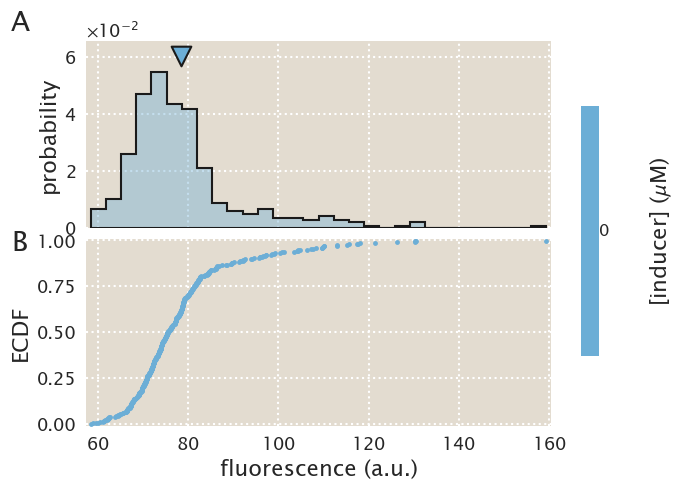 A
×10⁻²
6
4
2
0
probability
B
1.00
0.75
0.50
0.25
0.00
ECDF
60 80 100 120 140 160
fluorescence (a.u.)
0
[inducer] (μM)